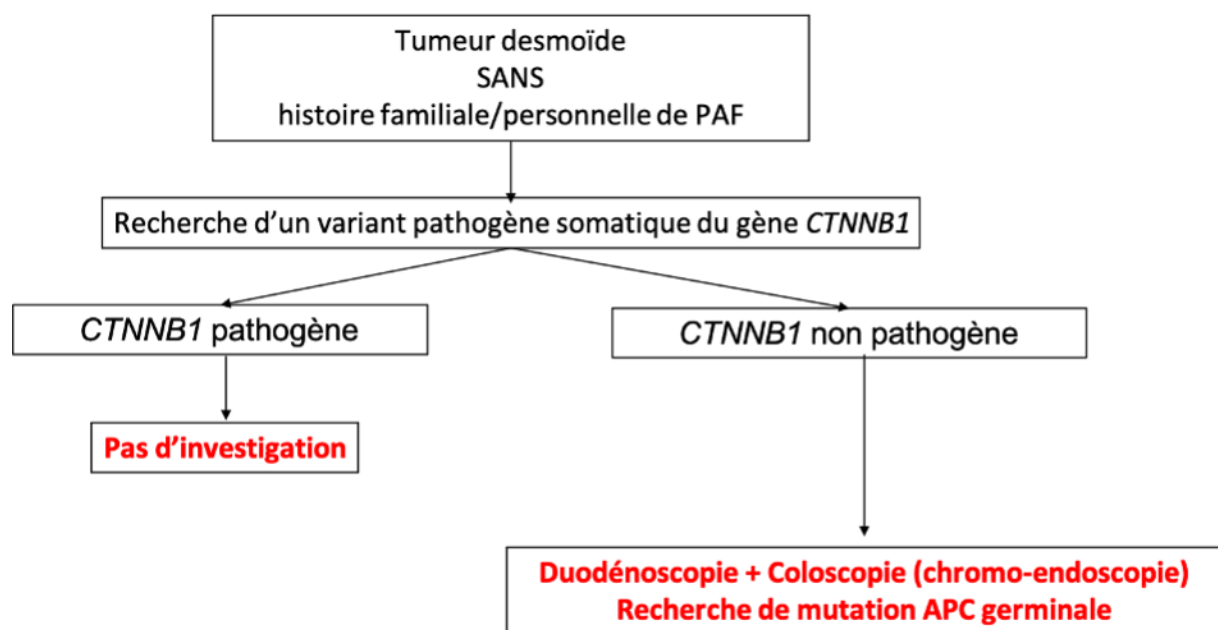 Tumeur desmoïde
SANS
histoire familiale/personnelle de PAF
Recherche d'un variant pathogène somatique du gène CTNNB1
CTNNB1 pathogène
CTNNB1 non pathogène
Pas d'investigation
Duodénoscopie + Coloscopie (chromo-endoscopie)
Recherche de mutation APC germinale